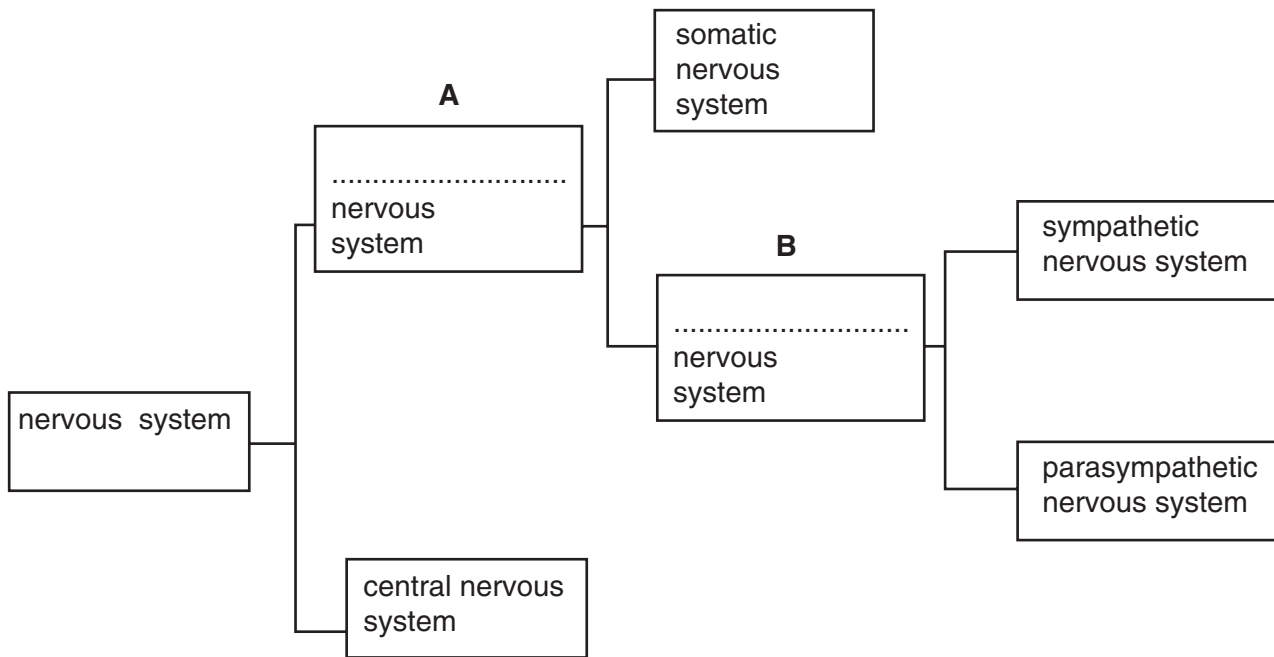 somatic
nervous
system
A
............................
nervous
system
B
............................
nervous
system
sympathetic
nervous system
nervous system
parasympathetic
nervous system
central nervous
system